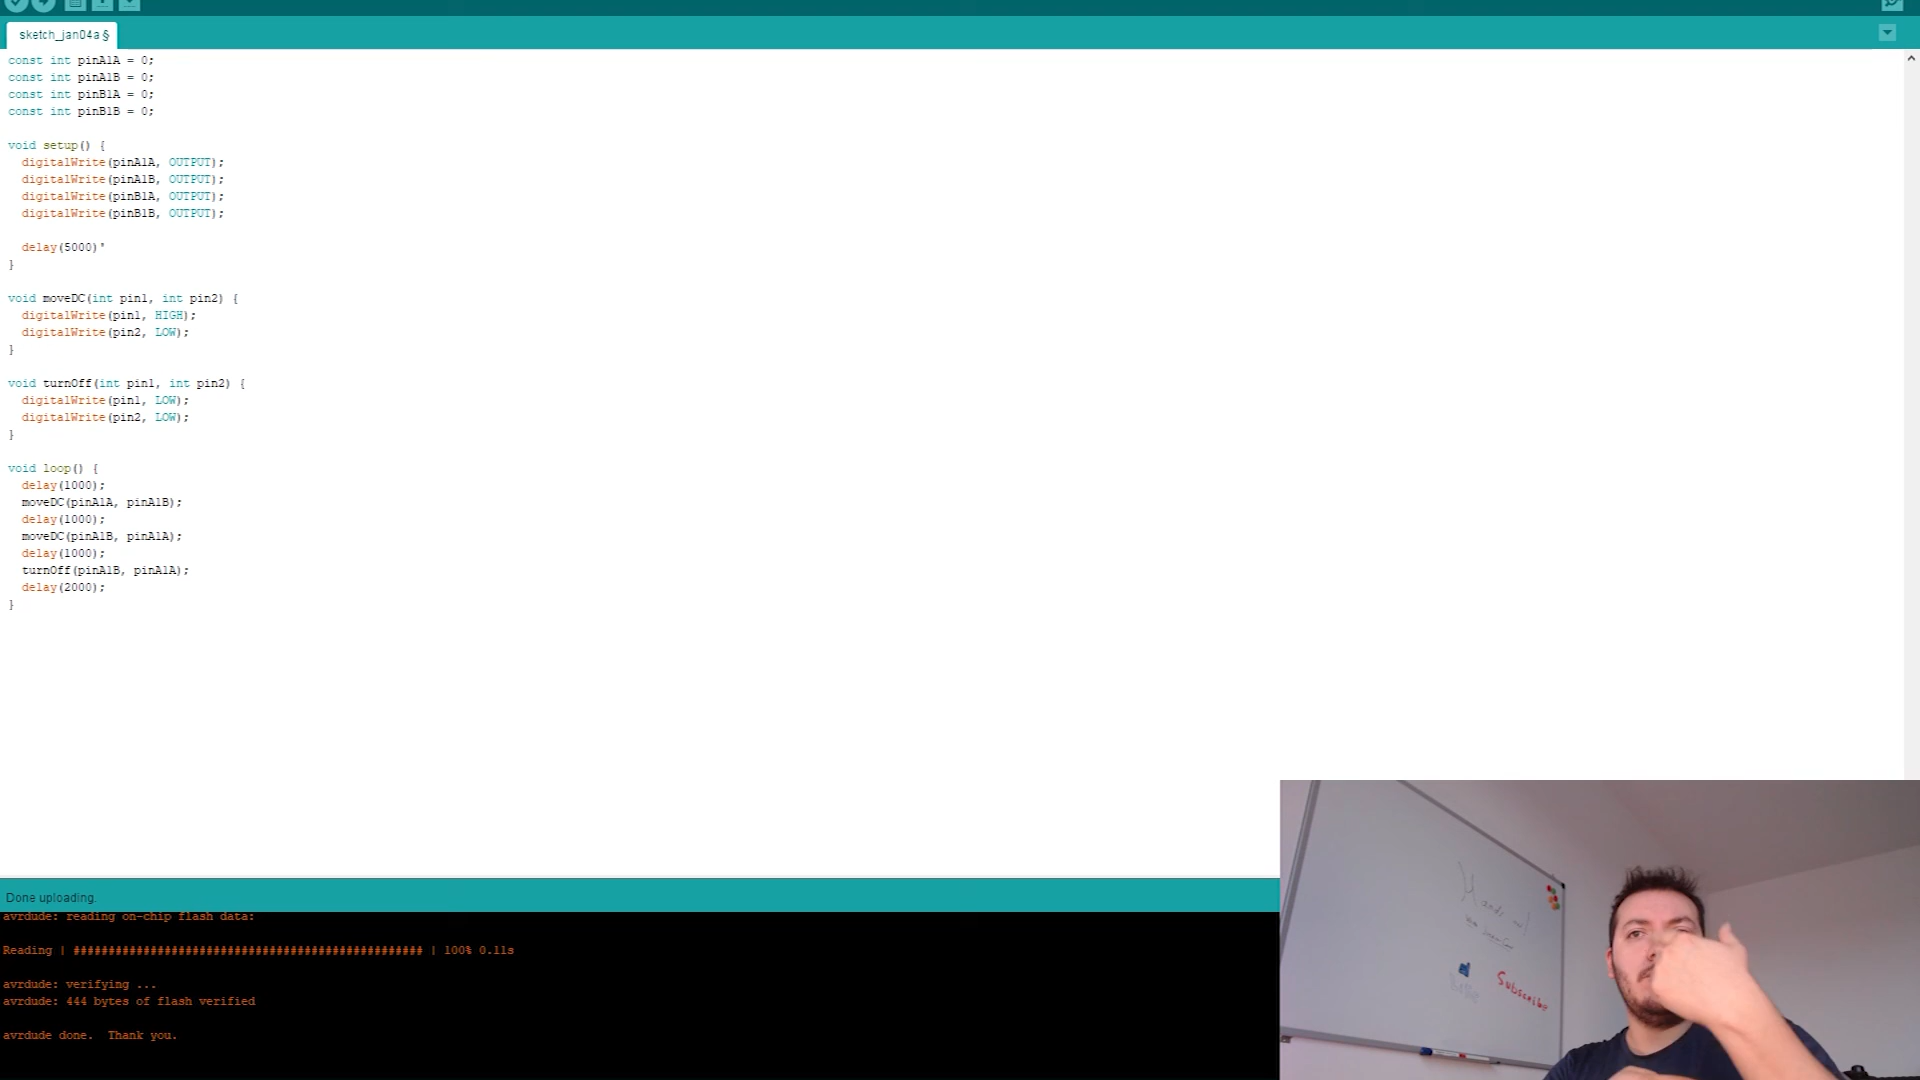 sketch_jan04a §
const int pinA1A = 0;
const int pinA1B = 0;
const int pinB1A = 0;
const int pinB1B = 0;
void setup() {
digitalWrite(pinA1A, OUTPUT);
digitalWrite(pinA1B, OUTPUT);
digitalWrite(pinB1A, OUTPUT);
digitalWrite(pinB1B, OUTPUT);
delay(5000)"
}
void moveDC(int pin1, int pin2) {
digitalWrite(pin1, HIGH);
digitalWrite(pin2, LOW);
}
void turnOff(int pin1, int pin2) {
digitalWrite(pin1, LOW);
digitalWrite(pin2, LOW);
}
void loop() {
delay(1000);
moveDC(pinA1A, pinA1B);
delay(1000);
moveDC(pinA1B, pinA1A);
delay(1000);
turnOff(pinA1B, pinA1A);
delay(2000);
}
Done uploading.
avrdude: reading on-chip flash data:
Reading | ################################################## | 100% 0.11s
avrdude: verifying ...
avrdude: 444 bytes of flash verified
avrdude done.  Thank you.
Hands
Subscribe